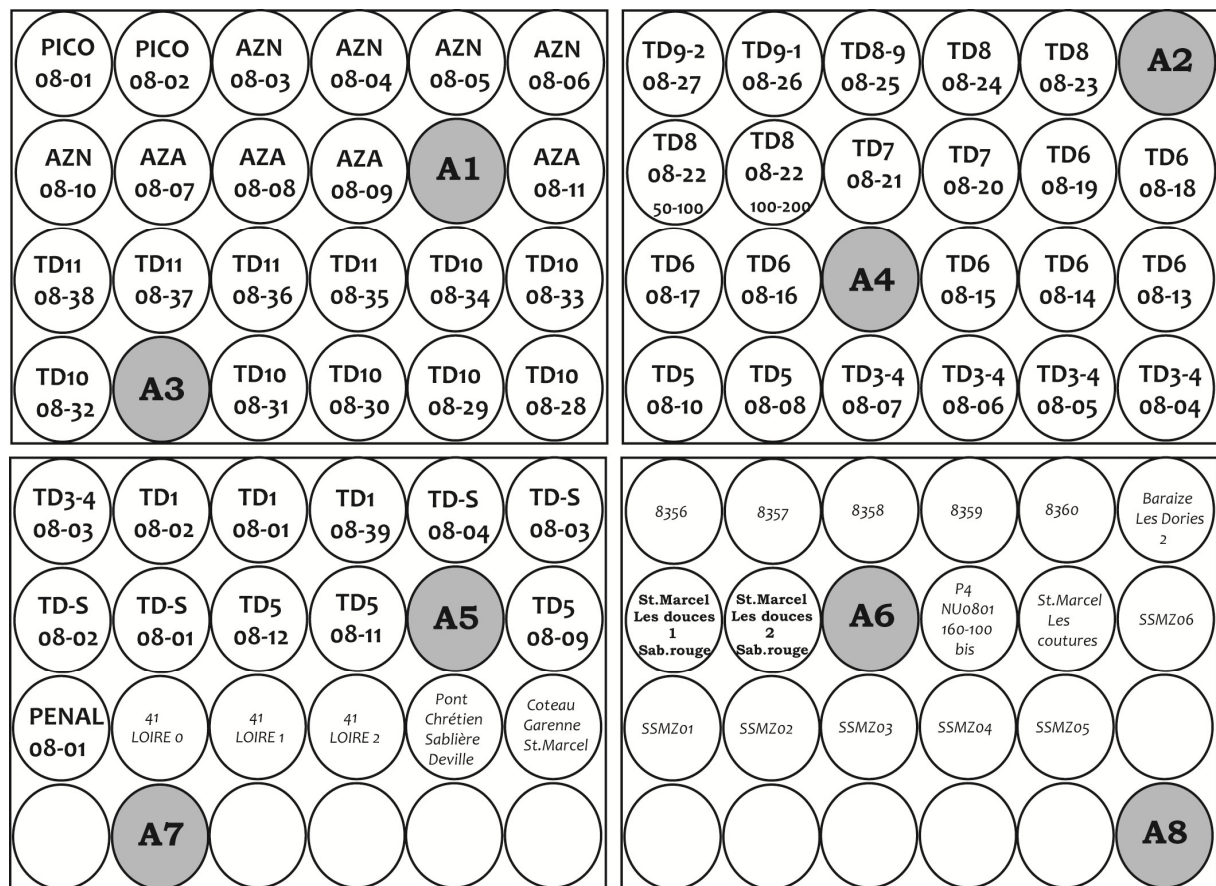 PICO
08-01
PICO
08-02
AZN
08-03
AZN
08-04
AZN
08-05
AZN
08-06
AZN
08-10
AZA
08-07
AZA
08-08
AZA
08-09
A1
AZA
08-11
TD11
08-38
TD11
08-37
TD11
08-36
TD11
08-35
TD10
08-34
TD10
08-33
TD10
08-32
A3
TD10
08-31
TD10
08-30
TD10
08-29
TD10
08-28
TD9-2
08-27
TD9-1
08-26
TD8-9
08-25
TD8
08-24
TD8
08-23
A2
TD8
08-22
50-100
TD8
08-22
100-200
TD7
08-21
TD7
08-20
TD6
08-19
TD6
08-18
TD6
08-17
TD6
08-16
A4
TD6
08-15
TD6
08-14
TD6
08-13
TD5
08-10
TD5
08-08
TD3-4
08-07
TD3-4
08-06
TD3-4
08-05
TD3-4
08-04
TD3-4
08-03
TD1
08-02
TD1
08-01
TD1
08-39
TD-S
08-04
TD-S
08-03
TD-S
08-02
TD-S
08-01
TD5
08-12
TD5
08-11
A5
TD5
08-09
PENAL
08-01
41
LOIRE 0
41
LOIRE 1
41
LOIRE 2
Pont
Chrétien
Sablière
Deville
Coteau
Garenne
St.Marcel
A7
8356
8357
8358
8359
8360
Baraize
Les Dories
2
St.Marcel
Les douces
1
Sab.rouge
St.Marcel
Les douces
2
Sab.rouge
A6
P4
NU0801
160-100
bis
St.Marcel
Les
coutures
SSMZ06
SSMZ01
SSMZ02
SSMZ03
SSMZ04
SSMZ05
A8